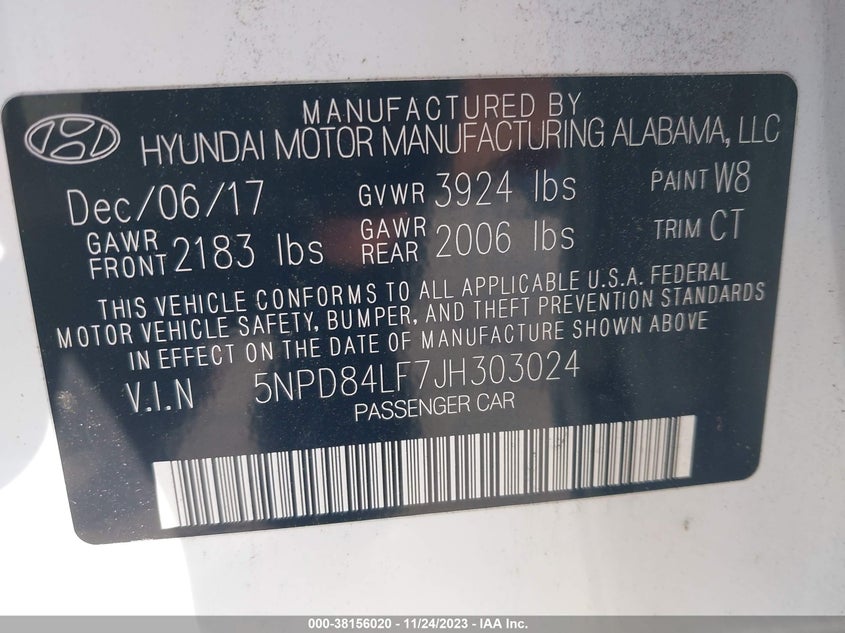 MANUFACTURED BY
HYUNDAI MOTOR MANUFACTURING ALABAMA, LLC
Dec/06/17 GVWR 3924 lbs PAINT W8
GAWR FRONT 2183 lbs GAWR REAR 2006 lbs TRIM CT
THIS VEHICLE CONFORMS TO ALL APPLICABLE U.S.A. FEDERAL
MOTOR VEHICLE SAFETY, BUMPER, AND THEFT PREVENTION STANDARDS
IN EFFECT ON THE DATE OF MANUFACTURE SHOWN ABOVE
V.I.N 5NPD84LF7JH303024
PASSENGER CAR
000-38156020 - 11/24/2023 - IAA Inc.